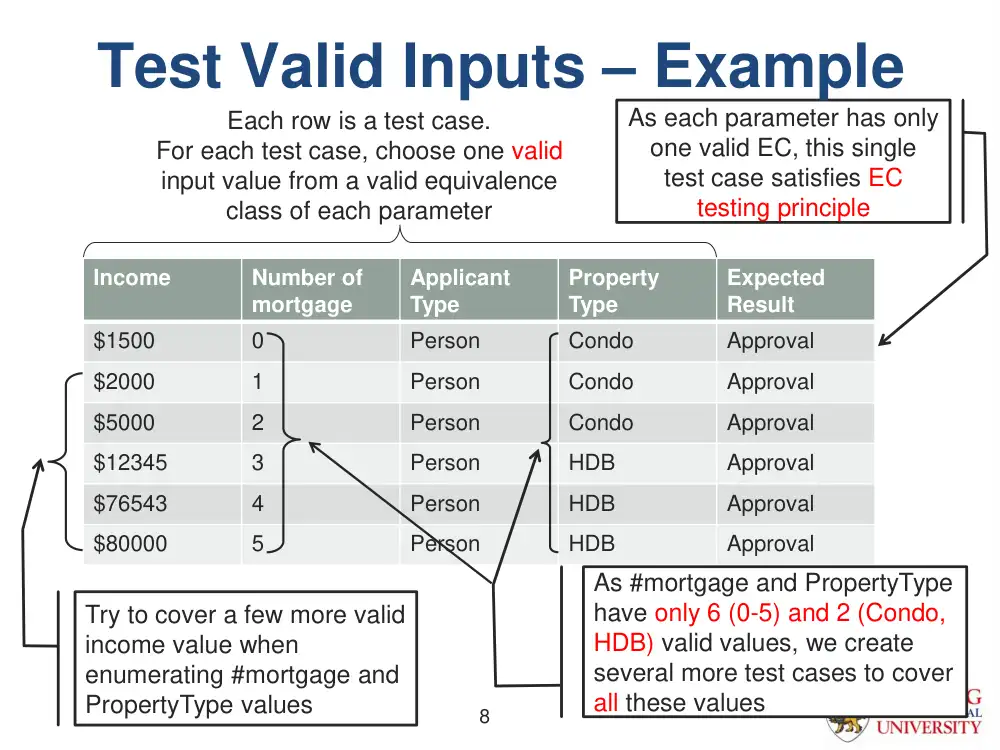 Test Valid Inputs – Example
Each row is a test case.
For each test case, choose one valid
input value from a valid equivalence
class of each parameter
As each parameter has only
one valid EC, this single
test case satisfies EC
testing principle
Income Number of mortgage Applicant Type Property Type Expected Result
$1500 0 Person Condo Approval
$2000 1 Person Condo Approval
$5000 2 Person Condo Approval
$12345 3 Person HDB Approval
$76543 4 Person HDB Approval
$80000 5 Person HDB Approval
Try to cover a few more valid
income value when
enumerating #mortgage and
PropertyType values
As #mortgage and PropertyType
have only 6 (0-5) and 2 (Condo,
HDB) valid values, we create
several more test cases to cover
all these values
8
UNIVERSITY